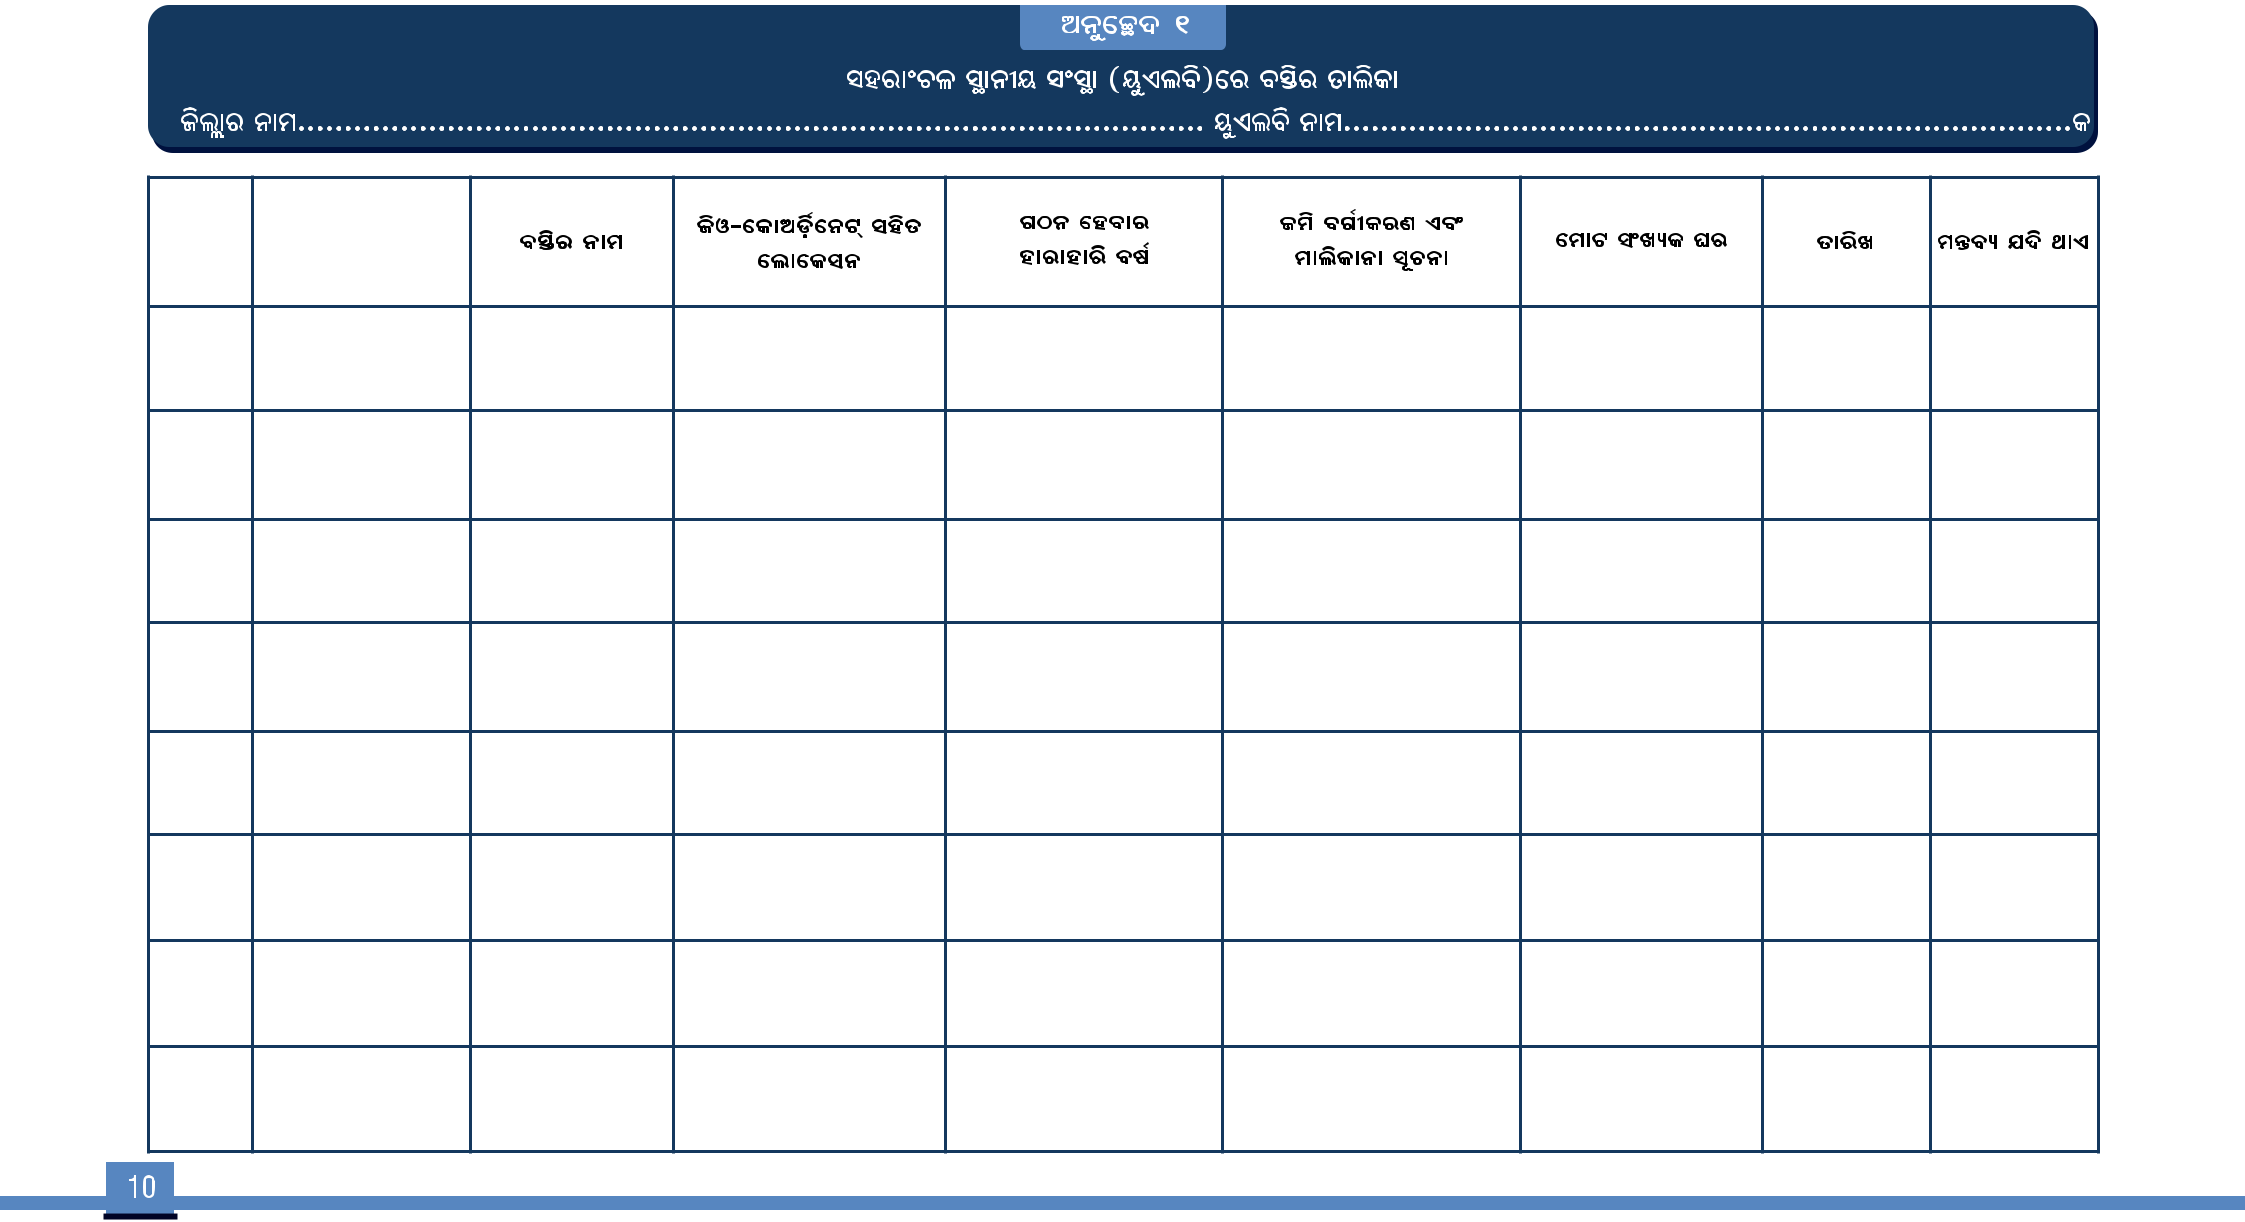 ଅନୁଚ୍ଛେଦ ୧
ସହରାଂଚଳ ସ୍ଥାନୀୟ ସଂସ୍ଥା (ୟୁଏଲବି)ରେ ବସ୍ତିର ତାଲିକା
ଜିଲ୍ଲାର ନାମ................................................................................................ ୟୁଏଲବି ନାମ..............................................................................କ
ବସ୍ତିର ନାମ
ଜିଓ-କୋଅର୍ଡ଼ିନେଟ୍ ସହିତ
ଲୋକେସନ
ଗଠନ ହେବାର
ହାରାହାରି ବର୍ଷ
ଜମି ବର୍ଗୀକରଣ ଏବଂ
ମାଲିକାନା ସୂଚନା
ମୋଟ ସଂଖ୍ୟକ ଘର
ତାରିଖ
ମନ୍ତବ୍ୟ ଯଦି ଥାଏ
10